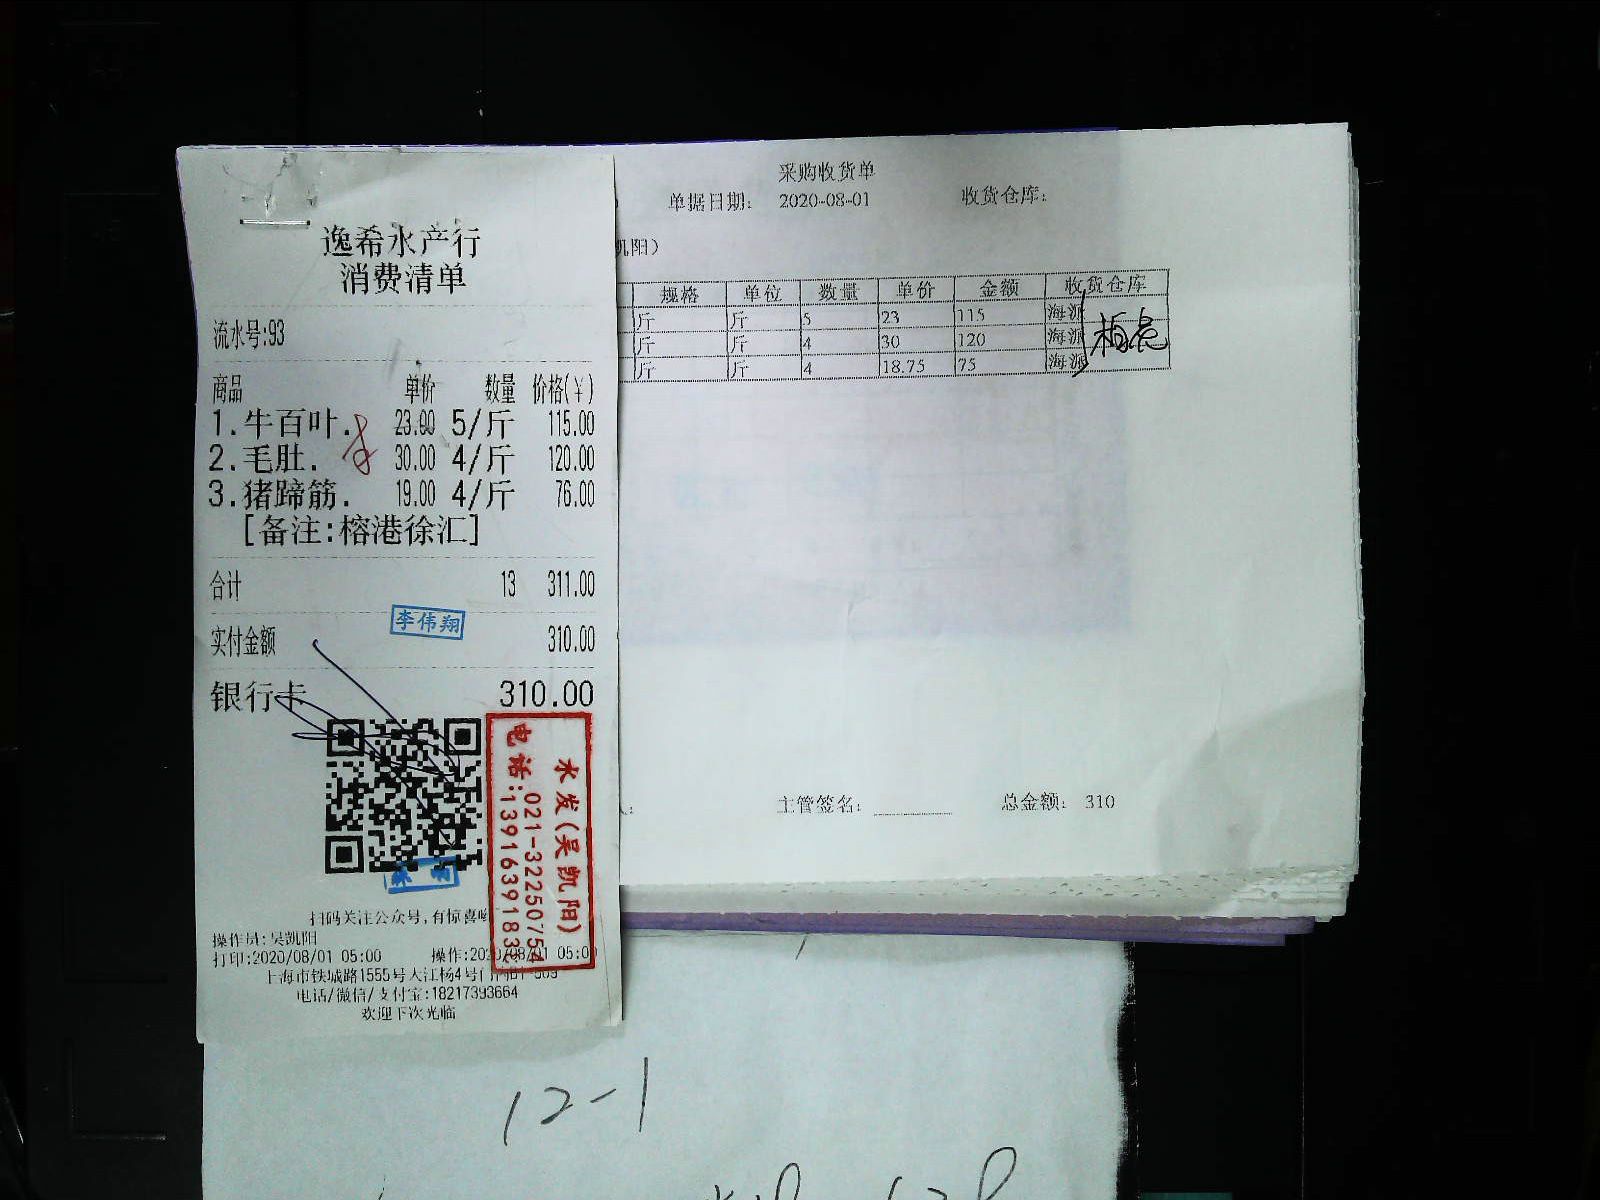 逸希水产行
消费清单
流水号:93
商品 单价 数量 价格(¥)
1.牛百叶. 23.00 5/斤 115.00
2.毛肚. 30.00 4/斤 120.00
3.猪蹄筋. 19.00 4/斤 76.00
[备注:榕港徐汇]
合计 13 311.00
李伟翔
实付金额 310.00
银行卡 310.00
水发(吴凯阳)
021-32250754
电话:13916391832
扫码关注公众号,有惊喜
操作员:吴凯阳
打印:2020/08/01 05:00 操作:2020/08/01 05:00
上海市铁城路1555号大江杨4号门
电话/微信/支付宝:18217393664
欢迎下次光临
采购收货单
单据日期: 2020-08-01 收货仓库:
凯阳)
规格 单位 数量 单价 金额 收货仓库
斤 斤 5 23 115 海派
斤 斤 4 30 120 海派
斤 斤 4 18.75 75 海派
主管签名: 总金额: 310
12-1